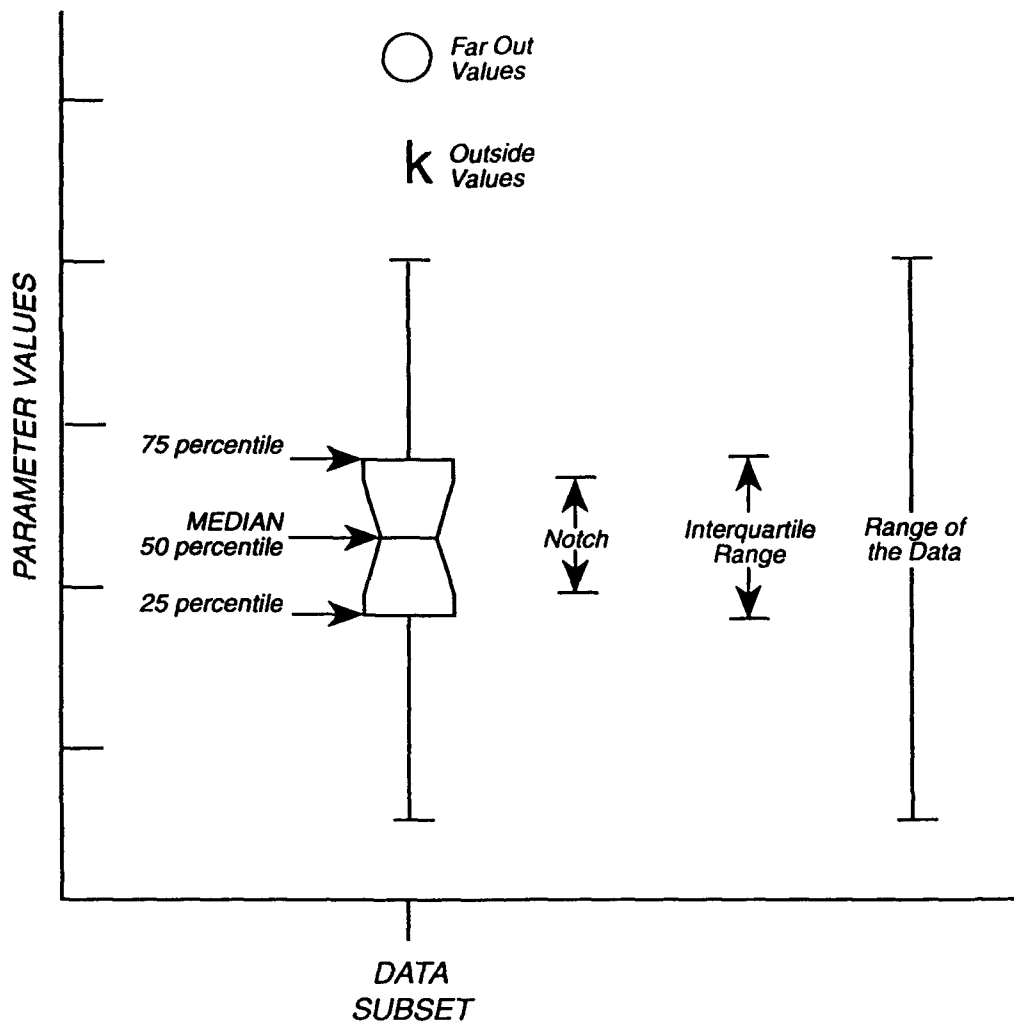 Far Out
Values
k
Outside
Values
PARAMETER VALUES
75 percentile
MEDIAN
50 percentile
25 percentile
Notch
Interquartile
Range
Range of
the Data
DATA
SUBSET